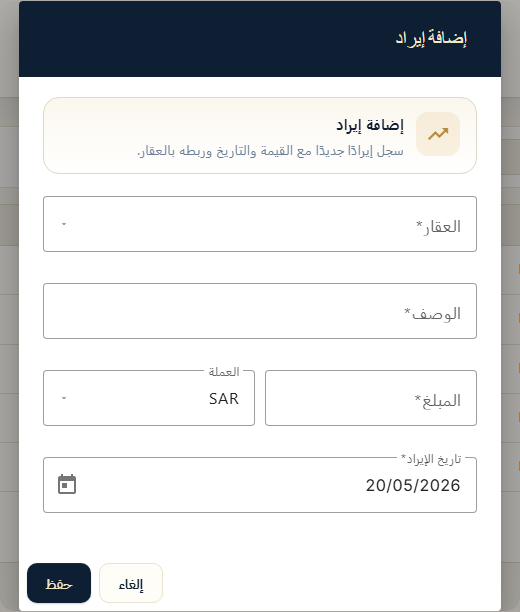 إضافة إيراد
إضافة إيراد
سجل إيرادًا جديدًا مع القيمة والتاريخ وربطه بالعقار.
العقار*
الوصف*
المبلغ*
العملة
SAR
تاريخ الإيراد*
20/05/2026
إلغاء
حفظ